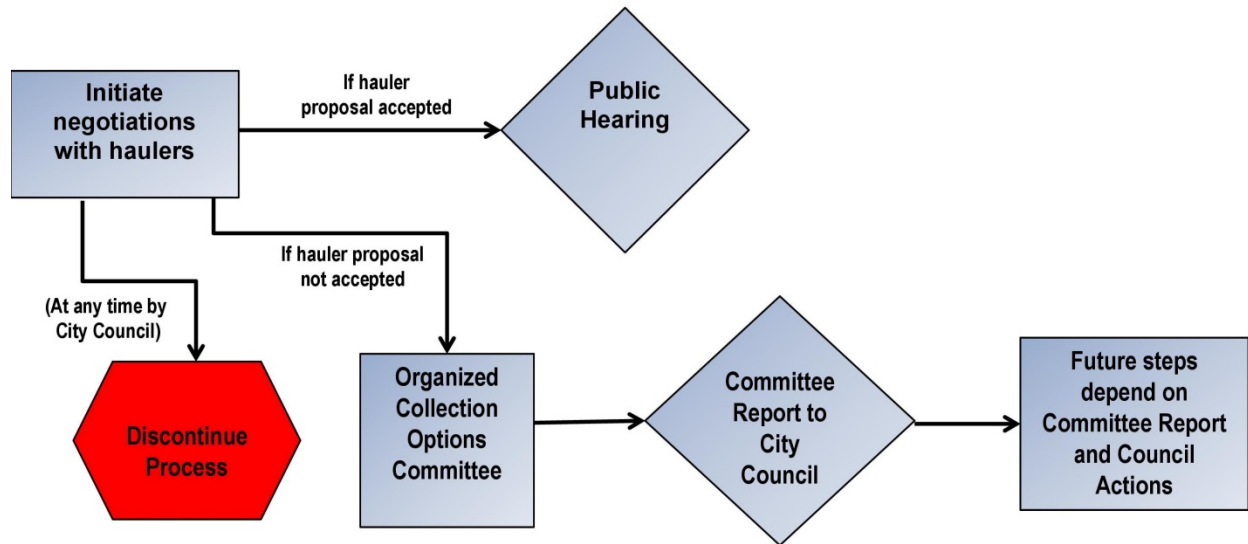 Initiate
negotiations
with haulers
If hauler
proposal accepted
Public
Hearing
If hauler proposal
not accepted
(At any time by
City Council)
Discontinue
Process
Organized
Collection
Options
Committee
Committee
Report to
City
Council
Future steps
depend on
Committee Report
and Council
Actions